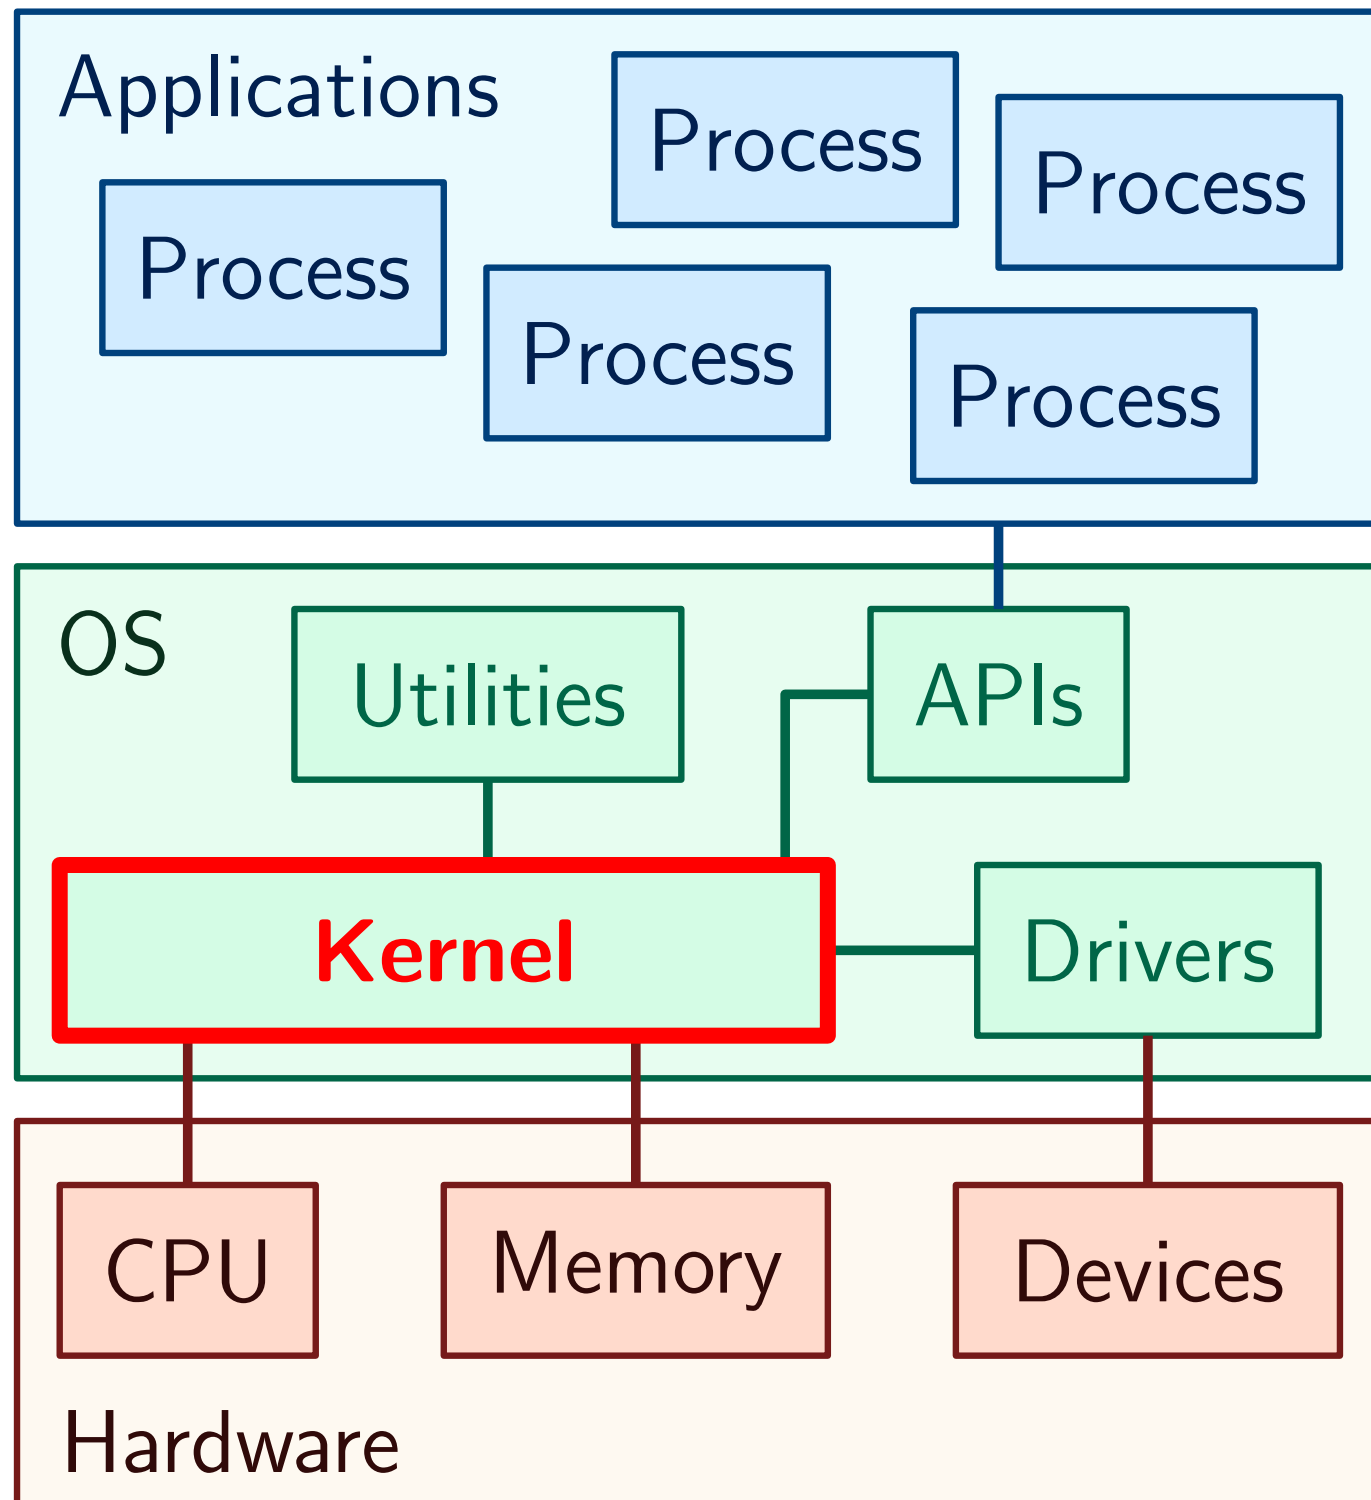 Applications
Process
Process
Process
Process
Process
OS
Utilities
APIs
Kernel
Drivers
CPU
Memory
Devices
Hardware